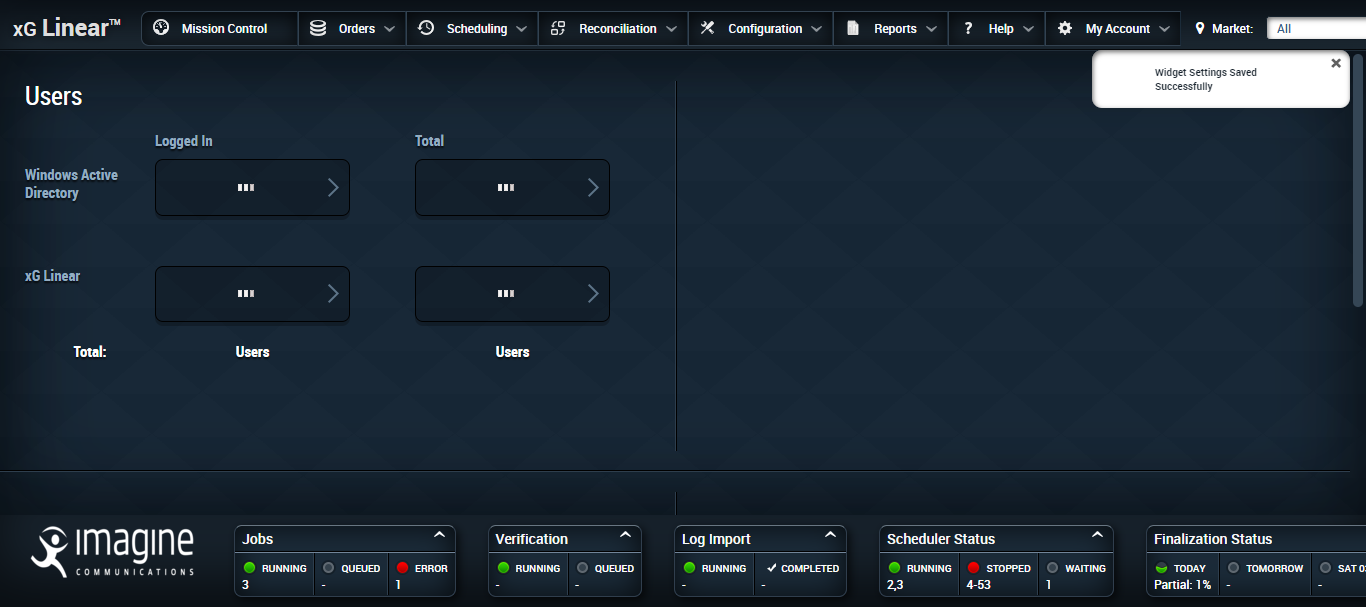 xG Linear™
Mission Control
Orders
Scheduling
Reconciliation
Configuration
Reports
? Help
My Account
Market:
All
Widget Settings Saved
Successfully
Users
Logged In
Total
Windows Active
Directory
xG Linear
Total:
Users
Users
imagine
COMMUNICATIONS
Jobs
RUNNING
3
QUEUED
-
ERROR
1
Verification
RUNNING
-
QUEUED
-
Log Import
RUNNING
-
COMPLETED
-
Scheduler Status
RUNNING
2,3
STOPPED
4-53
WAITING
1
Finalization Status
TODAY
Partial: 1%
TOMORROW
-
SAT 03
-